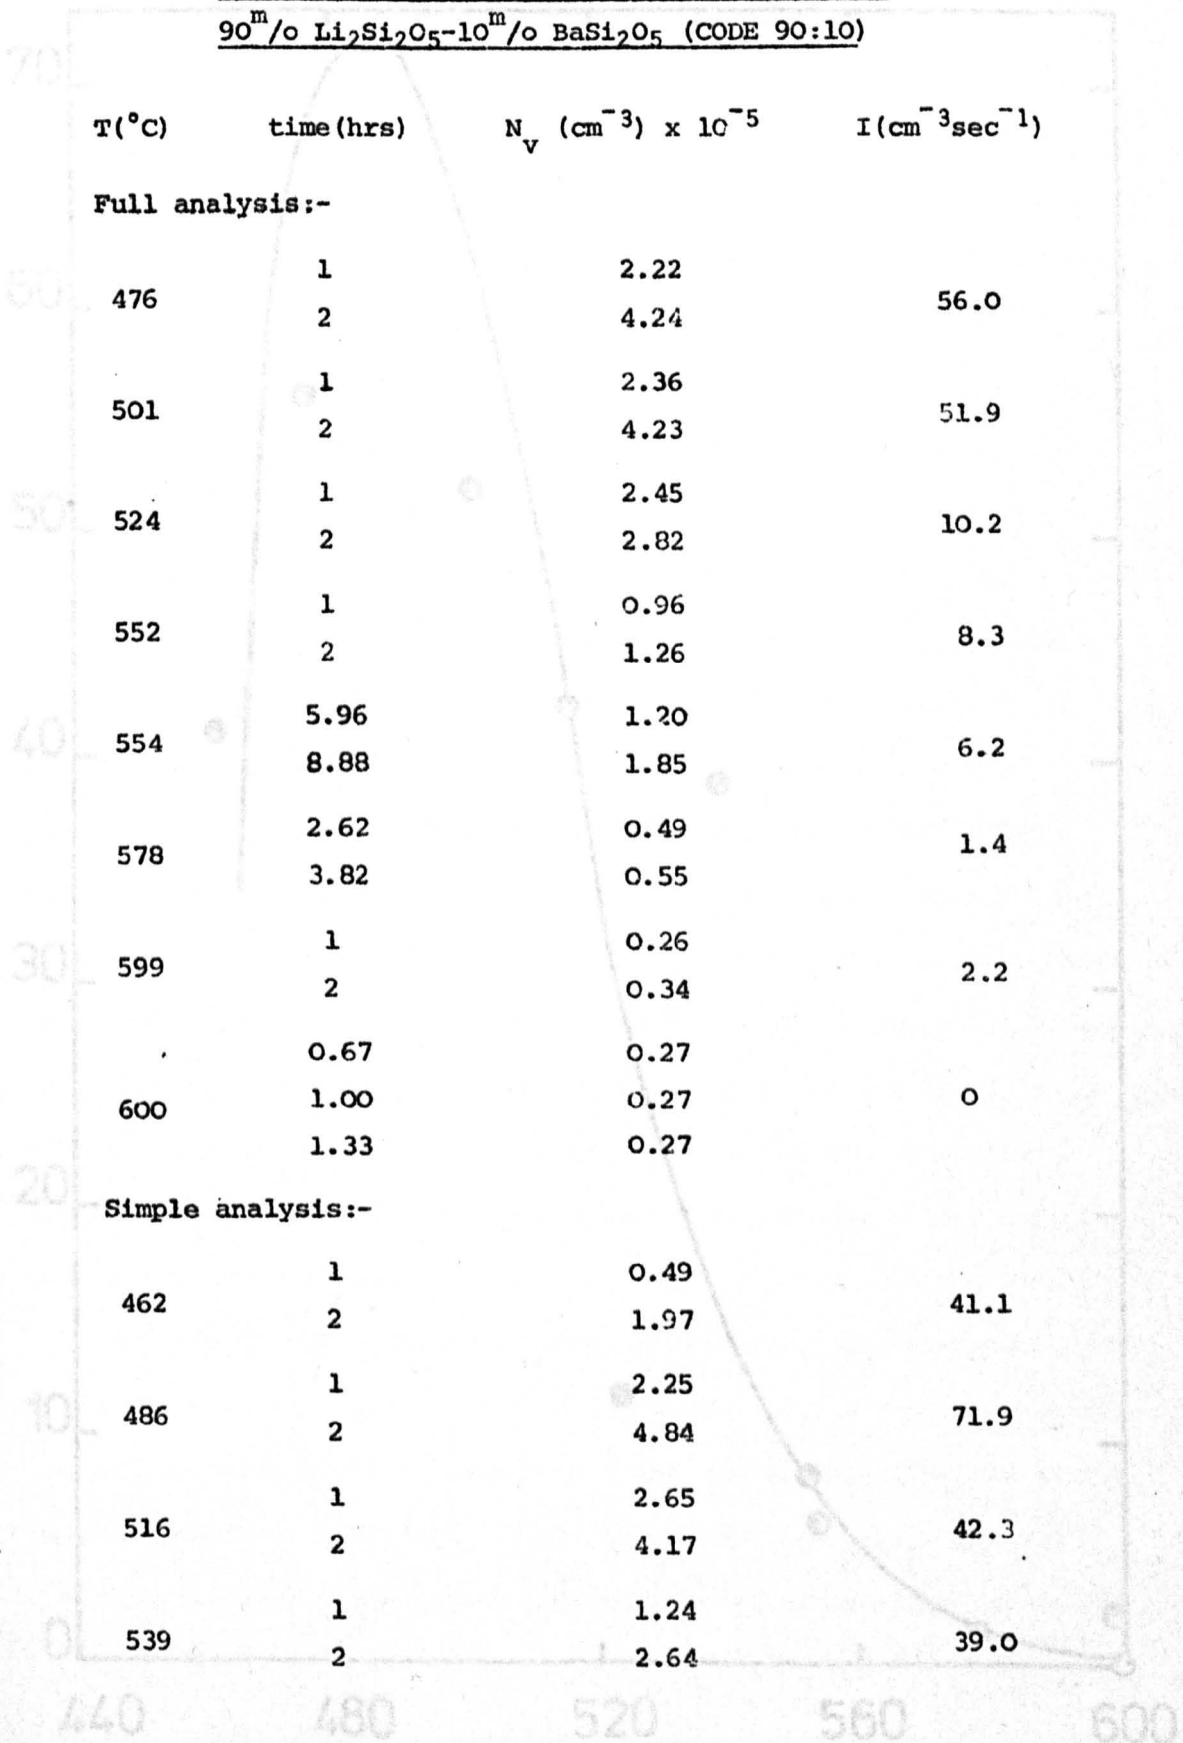 90m/o Li2Si2O5-10m/o BaSi2O5 (CODE 90:10)
T(°C) time(hrs) Nv (cm-3) x 10-5 I(cm-3sec-1)
Full analysis:-
476 1 2.22 56.0
2 4.24
501 1 2.36 51.9
2 4.23
524 1 2.45 10.2
2 2.82
552 1 0.96 8.3
2 1.26
554 5.96 1.20 6.2
8.88 1.85
578 2.62 0.49 1.4
3.82 0.55
599 1 0.26 2.2
2 0.34
0.67 0.27
600 1.00 0.27 0
1.33 0.27
Simple analysis:-
462 1 0.49 41.1
2 1.97
486 1 2.25 71.9
2 4.84
516 1 2.65 42.3
2 4.17
539 1 1.24 39.0
2 2.64
70
60
50
40
30
20
10
0
440 480 520 560 600